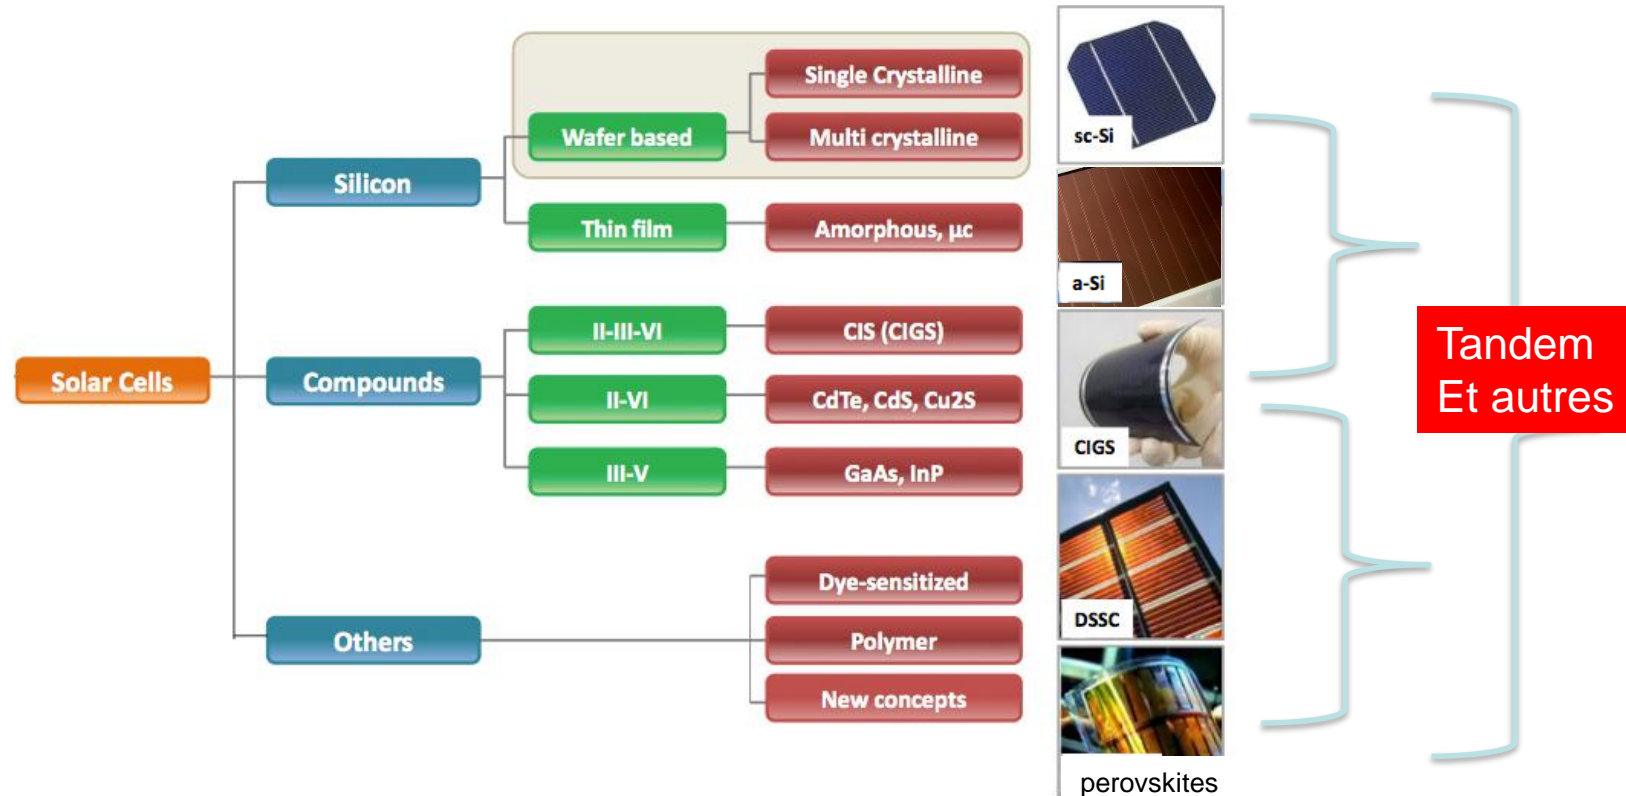 Solar Cells
Silicon
Wafer based
Single Crystalline
Multi crystalline
Thin film
Amorphous, μc
Compounds
II-III-VI
CIS (CIGS)
II-VI
CdTe, CdS, Cu2S
III-V
GaAs, InP
Others
Dye-sensitized
Polymer
New concepts
sc-Si
a-Si
CIGS
DSSC
perovskites
Tandem
Et autres